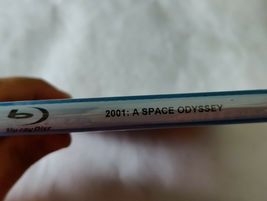 Blu-ray Disc
2001: A SPACE ODYSSEY